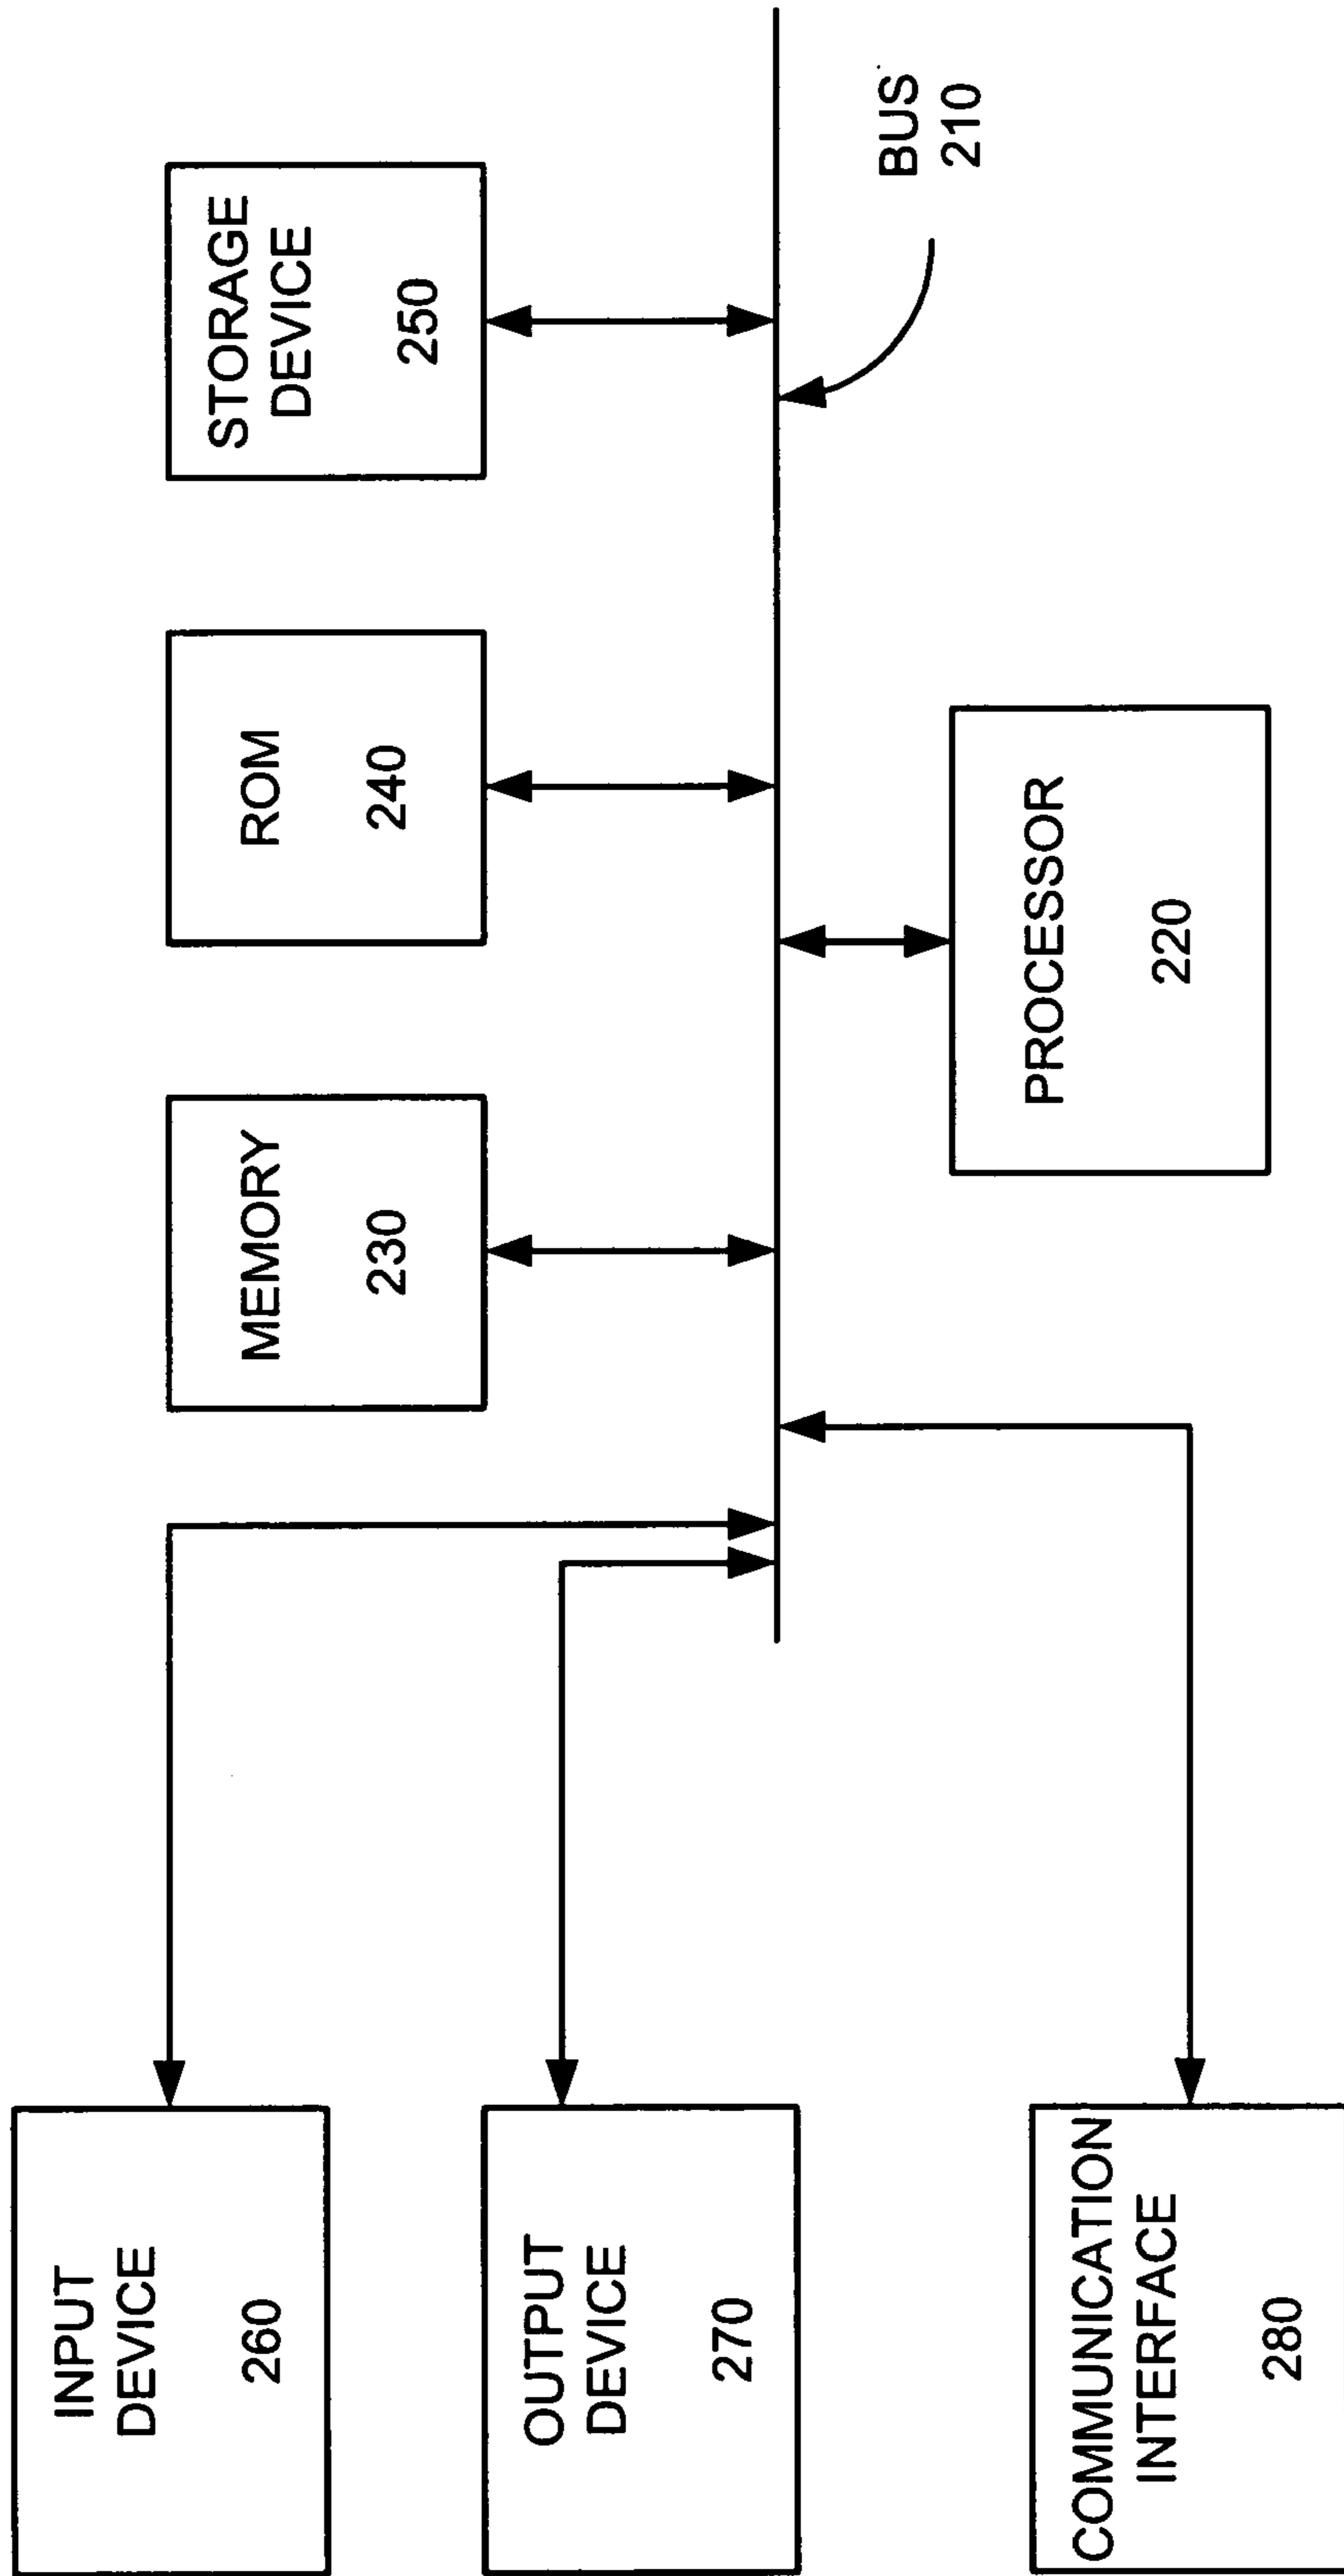 STORAGE
DEVICE
250
ROM
240
MEMORY
230
BUS
210
PROCESSOR
220
INPUT
DEVICE
260
OUTPUT
DEVICE
270
COMMUNICATION
INTERFACE
280